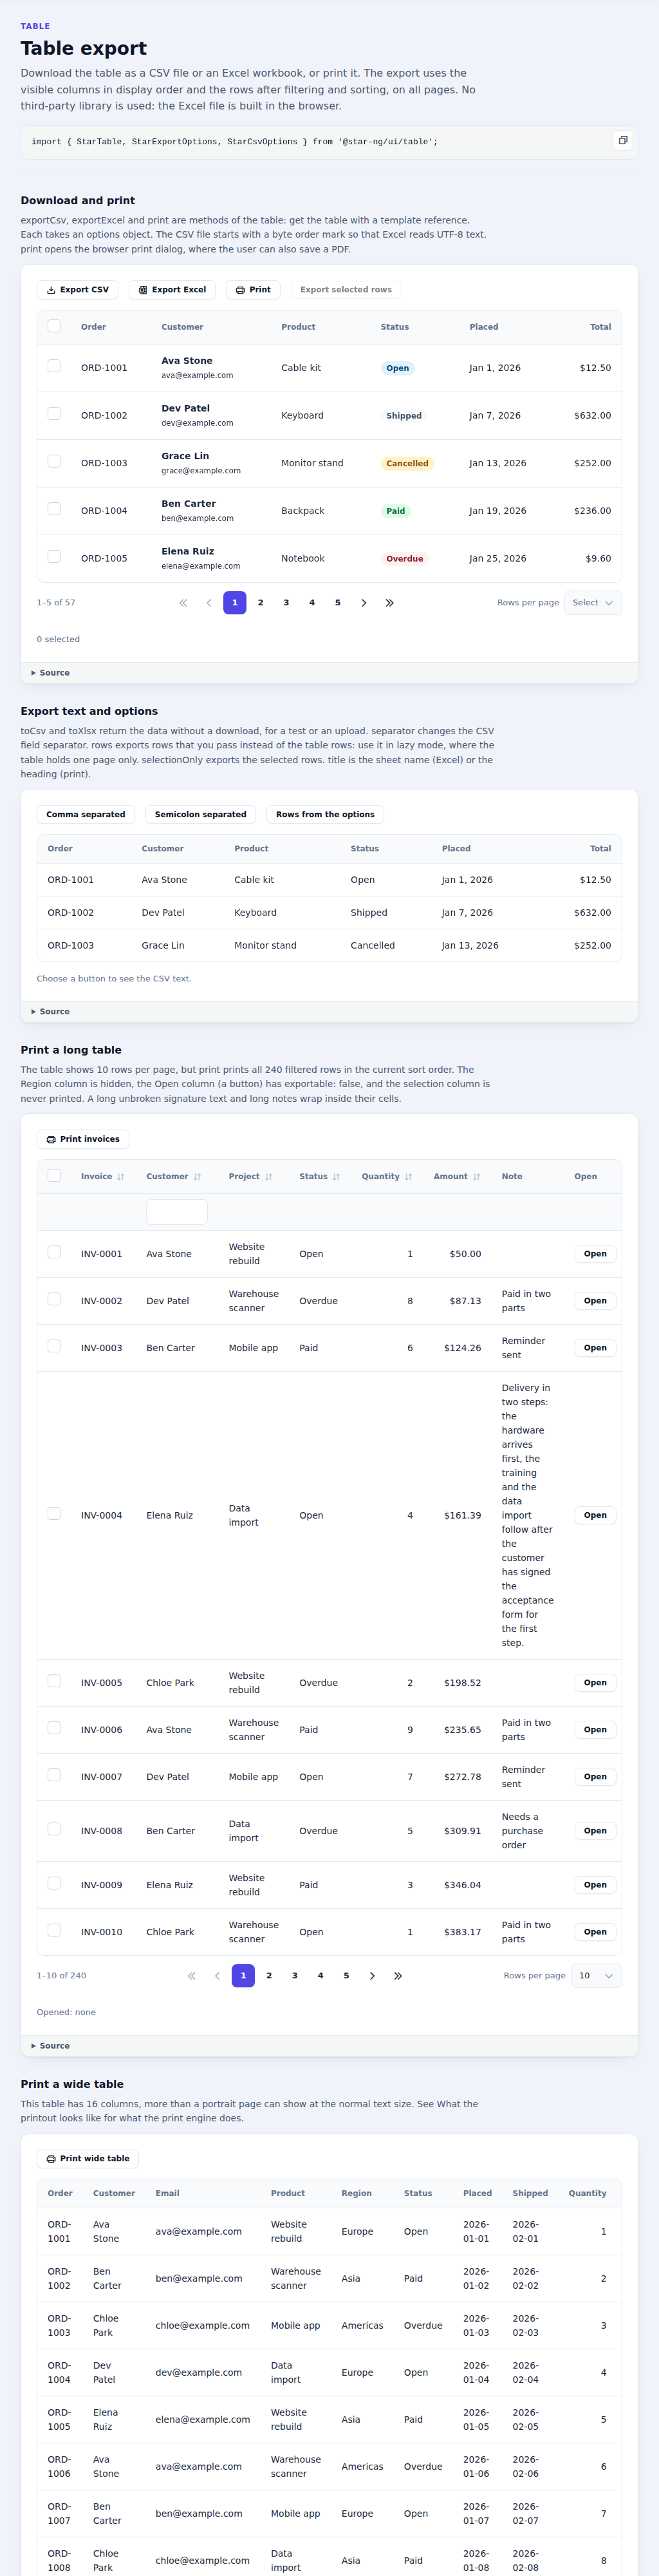 TABLE
Table export
Download the table as a CSV file or an Excel workbook, or print it. The export uses the
visible columns in display order and the rows after filtering and sorting, on all pages. No
third-party library is used: the Excel file is built in the browser.
import { StarTable, StarExportOptions, StarCsvOptions } from '@star-ng/ui/table';
Download and print
exportCsv, exportExcel and print are methods of the table: get the table with a template reference.
Each takes an options object. The CSV file starts with a byte order mark so that Excel reads UTF-8 text.
print opens the browser print dialog, where the user can also save a PDF.
Export CSV Export Excel Print Export selected rows
Order Customer Product Status Placed Total
ORD-1001 Ava Stone Cable kit Open Jan 1, 2026 $12.50
ava@example.com
ORD-1002 Dev Patel Keyboard Shipped Jan 7, 2026 $632.00
dev@example.com
ORD-1003 Grace Lin Monitor stand Cancelled Jan 13, 2026 $252.00
grace@example.com
ORD-1004 Ben Carter Backpack Paid Jan 19, 2026 $236.00
ben@example.com
ORD-1005 Elena Ruiz Notebook Overdue Jan 25, 2026 $9.60
elena@example.com
1–5 of 57 1 2 3 4 5 Rows per page Select
0 selected
Source
Export text and options
toCsv and toXlsx return the data without a download, for a test or an upload. separator changes the CSV
field separator. rows exports rows that you pass instead of the table rows: use it in lazy mode, where the
table holds one page only. selectionOnly exports the selected rows. title is the sheet name (Excel) or the
heading (print).
Comma separated Semicolon separated Rows from the options
Order Customer Product Status Placed Total
ORD-1001 Ava Stone Cable kit Open Jan 1, 2026 $12.50
ORD-1002 Dev Patel Keyboard Shipped Jan 7, 2026 $632.00
ORD-1003 Grace Lin Monitor stand Cancelled Jan 13, 2026 $252.00
Choose a button to see the CSV text.
Source
Print a long table
The table shows 10 rows per page, but print prints all 240 filtered rows in the current sort order. The
Region column is hidden, the Open column (a button) has exportable: false, and the selection column is
never printed. A long unbroken signature text and long notes wrap inside their cells.
Print invoices
Invoice Customer Project Status Quantity Amount Note Open
INV-0001 Ava Stone Website rebuild Open 1 $50.00 Open
INV-0002 Dev Patel Warehouse scanner Overdue 8 $87.13 Paid in two parts Open
INV-0003 Ben Carter Mobile app Paid 6 $124.26 Reminder sent Open
INV-0004 Elena Ruiz Data import Open 4 $161.39 Delivery in two steps: the hardware arrives first, the training and the data import follow after the customer has signed the acceptance form for the first step. Open
INV-0005 Chloe Park Website rebuild Overdue 2 $198.52 Open
INV-0006 Ava Stone Warehouse scanner Paid 9 $235.65 Paid in two parts Open
INV-0007 Dev Patel Mobile app Open 7 $272.78 Reminder sent Open
INV-0008 Ben Carter Data import Overdue 5 $309.91 Needs a purchase order Open
INV-0009 Elena Ruiz Website rebuild Paid 3 $346.04 Open
INV-0010 Chloe Park Warehouse scanner Open 1 $383.17 Paid in two parts Open
1–10 of 240 1 2 3 4 5 Rows per page 10
Opened: none
Source
Print a wide table
This table has 16 columns, more than a portrait page can show at the normal text size. See What the
printout looks like for what the print engine does.
Print wide table
Order Customer Email Product Region Status Placed Shipped Quantity
ORD-1001 Ava Stone ava@example.com Website rebuild Europe Open 2026-01-01 2026-02-01 1
ORD-1002 Ben Carter ben@example.com Warehouse scanner Asia Paid 2026-01-02 2026-02-02 2
ORD-1003 Chloe Park chloe@example.com Mobile app Americas Overdue 2026-01-03 2026-02-03 3
ORD-1004 Dev Patel dev@example.com Data import Europe Open 2026-01-04 2026-02-04 4
ORD-1005 Elena Ruiz elena@example.com Website rebuild Asia Paid 2026-01-05 2026-02-05 5
ORD-1006 Ava Stone ava@example.com Warehouse scanner Americas Overdue 2026-01-06 2026-02-06 6
ORD-1007 Ben Carter ben@example.com Mobile app Europe Open 2026-01-07 2026-02-07 7
ORD-1008 Chloe Park chloe@example.com Data import Asia Paid 2026-01-08 2026-02-08 8